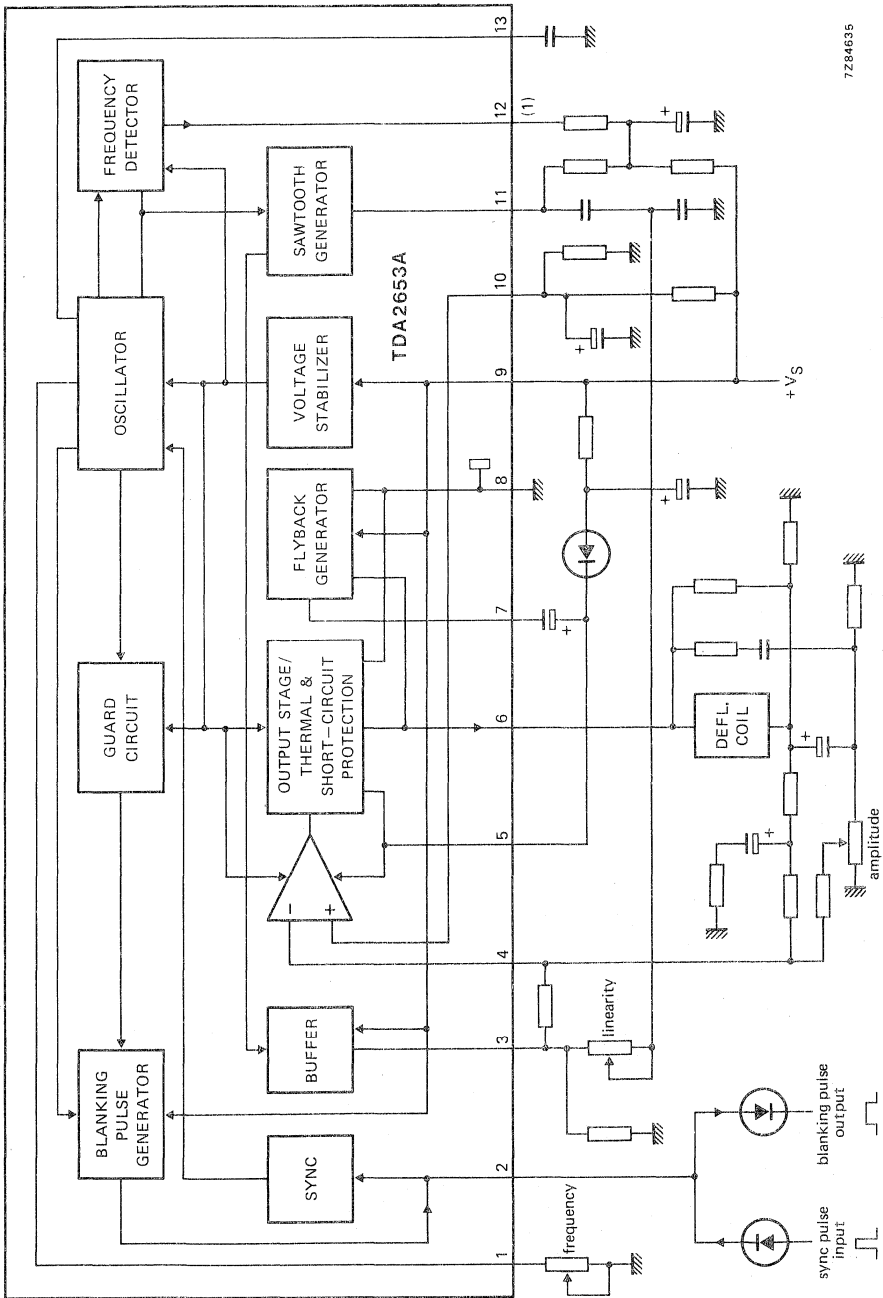 BLANKING
PULSE
GENERATOR
GUARD
CIRCUIT
OSCILLATOR
FREQUENCY
DETECTOR
SYNC
BUFFER
−
+
OUTPUT STAGE/
THERMAL &
SHORT-CIRCUIT
PROTECTION
FLYBACK
GENERATOR
VOLTAGE
STABILIZER
SAWTOOTH
GENERATOR
TDA2653A
1
2
3
4
5
6
7
8
9
10
11
12
13
(1)
frequency
linearity
+
+
+
+
+
+
DEFL.
COIL
+VS
amplitude
sync pulse
input
blanking pulse
output
7Z84635